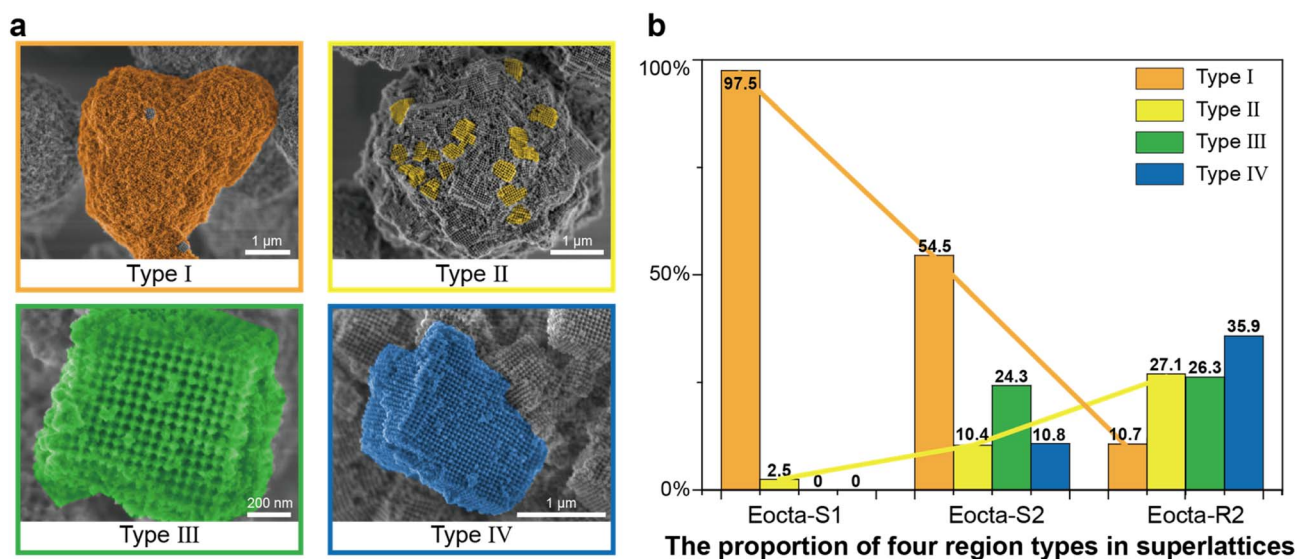 a
1 μm
Type I
1 μm
Type II
200 nm
Type III
1 μm
Type IV
b
100%
50%
0%
97.5
2.5
0
0
54.5
10.4
24.3
10.8
10.7
27.1
26.3
35.9
Type I
Type II
Type III
Type IV
Eocta-S1
Eocta-S2
Eocta-R2
The proportion of four region types in superlattices